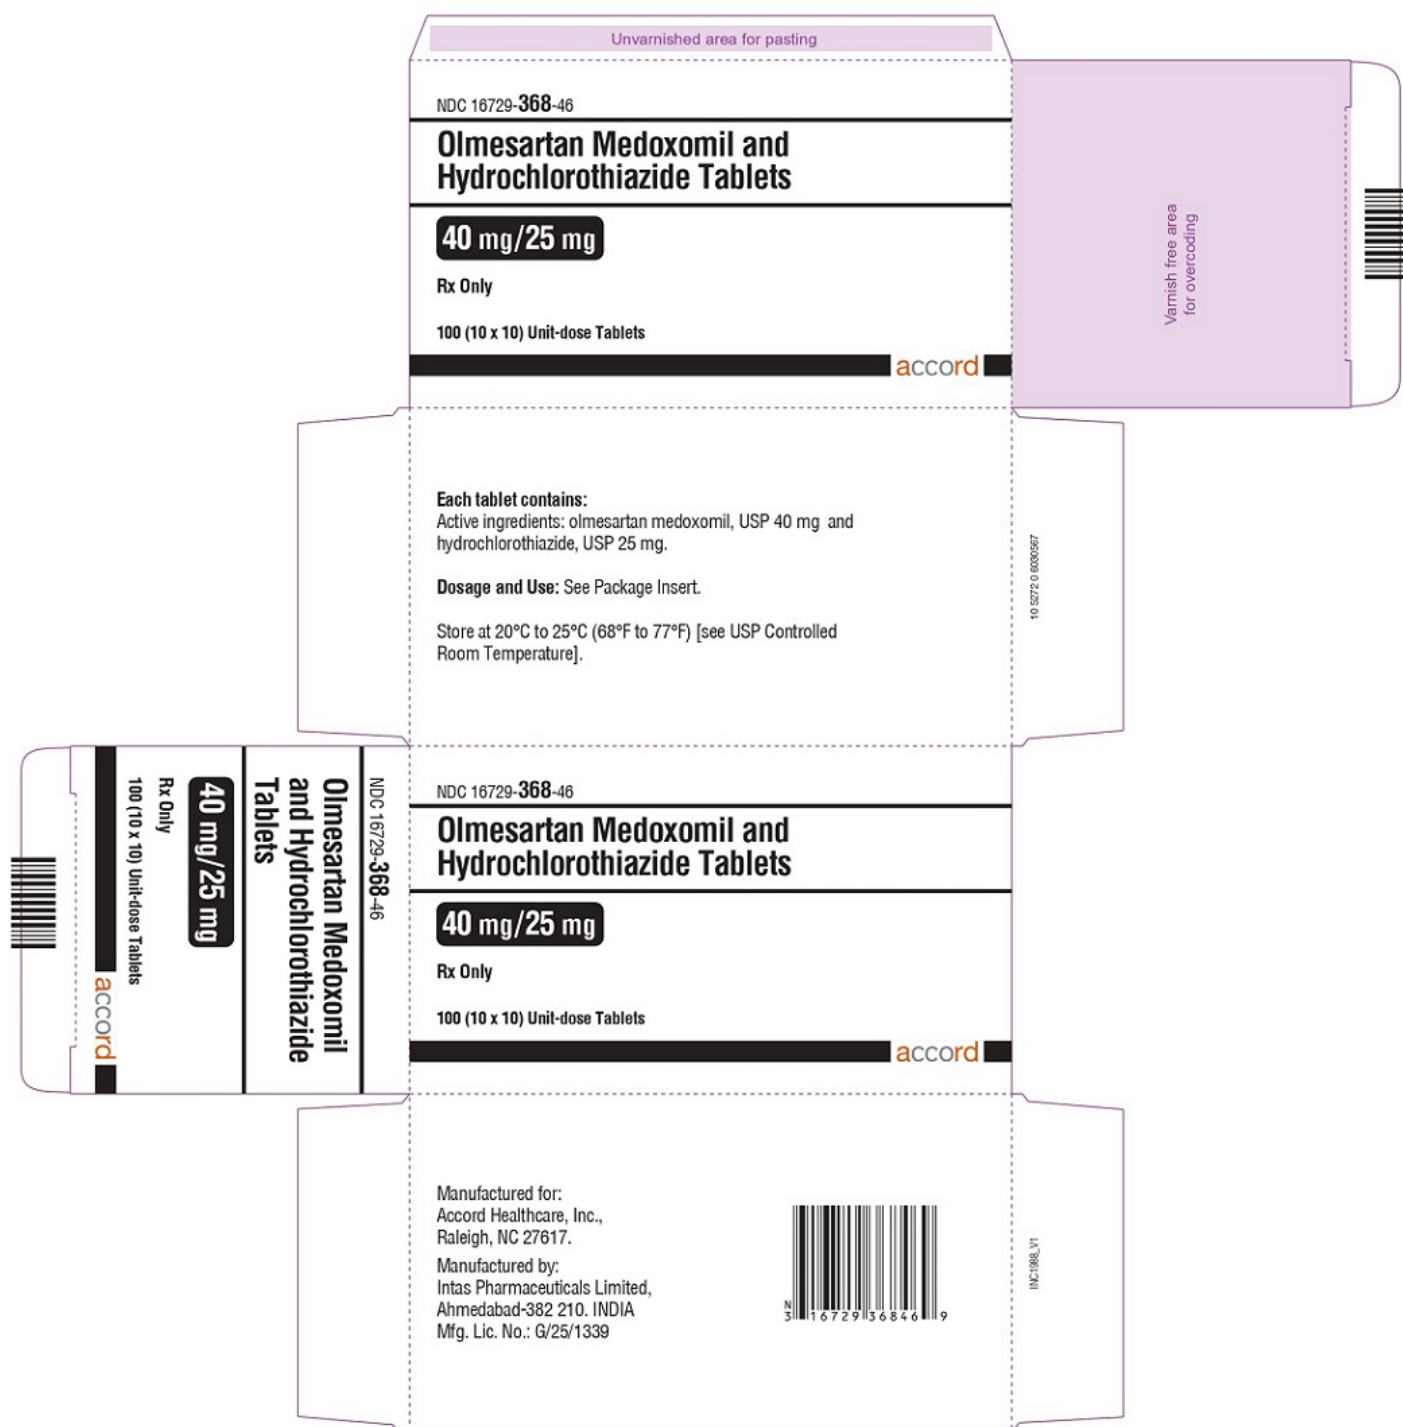 Unvarnished area for pasting
NDC 16729-368-46
Olmesartan Medoxomil and
Hydrochlorothiazide Tablets
40 mg/25 mg
Rx Only
100 (10 x 10) Unit-dose Tablets
accord
Varnish free area
for overcoding
Each tablet contains:
Active ingredients: olmesartan medoxomil, USP 40 mg and
hydrochlorothiazide, USP 25 mg.
Dosage and Use: See Package Insert.
Store at 20°C to 25°C (68°F to 77°F) [see USP Controlled
Room Temperature].
10 5272 0 6030567
NDC 16729-368-46
Olmesartan Medoxomil
and Hydrochlorothiazide
Tablets
40 mg/25 mg
Rx Only
100 (10 x 10) Unit-dose Tablets
accord
NDC 16729-368-46
Olmesartan Medoxomil and
Hydrochlorothiazide Tablets
40 mg/25 mg
Rx Only
100 (10 x 10) Unit-dose Tablets
accord
Manufactured for:
Accord Healthcare, Inc.,
Raleigh, NC 27617.
Manufactured by:
Intas Pharmaceuticals Limited,
Ahmedabad-382 210. INDIA
Mfg. Lic. No.: G/25/1339
N
3 16729 36846 9
INC1988_V1